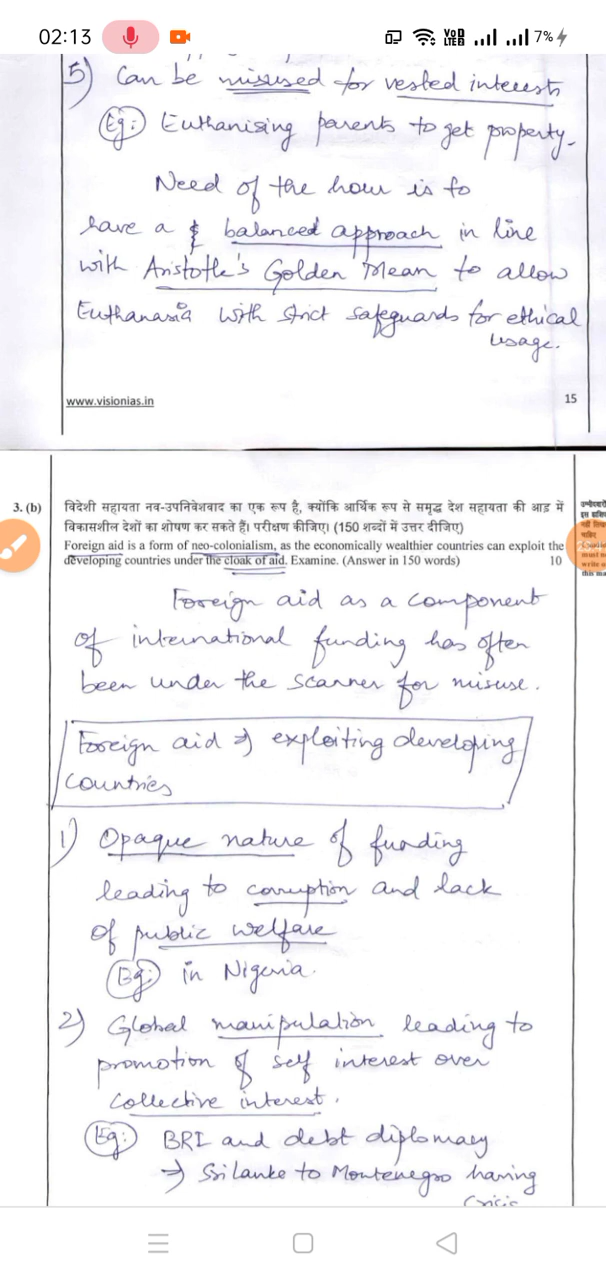 02:13
7%
5) Can be misused for vested interests
Eg:) Euthanising parents to get property.
Need of the hour is to
have a balanced approach in line
with Aristotle's Golden Mean to allow
Euthanasia with strict safeguards for ethical
usage.
www.visionias.in
15
3. (b) विदेशी सहायता नव-उपनिवेशवाद का एक रूप है, क्योंकि आर्थिक रूप से समृद्ध देश सहायता की आड़ में
विकासशील देशों का शोषण कर सकते हैं। परीक्षण कीजिए। (150 शब्दों में उत्तर दीजिए)
Foreign aid is a form of neo-colonialism, as the economically wealthier countries can exploit the
developing countries under the cloak of aid. Examine. (Answer in 150 words) 10
Foreign aid as a component
of international funding has often
been under the scanner for misuse.
Foreign aid ⇒ exploiting developing
countries
1) Opaque nature of funding
leading to corruption and lack
of public welfare
Eg:) in Nigeria.
2) Global manipulation leading to
promotion of self interest over
collective interest.
Eg:) BRI and debt diplomacy
→ Sri Lanke to Montenegro having